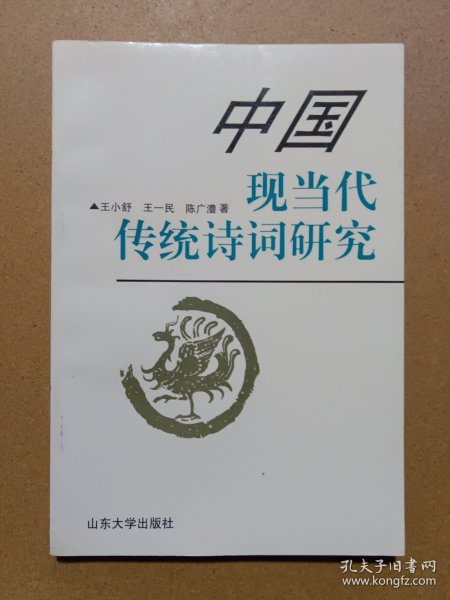 中国
现当代
▲王小舒 王一民 陈广澧著
传统诗词研究
山东大学出版社
孔夫子旧书网
www.kongfz.com